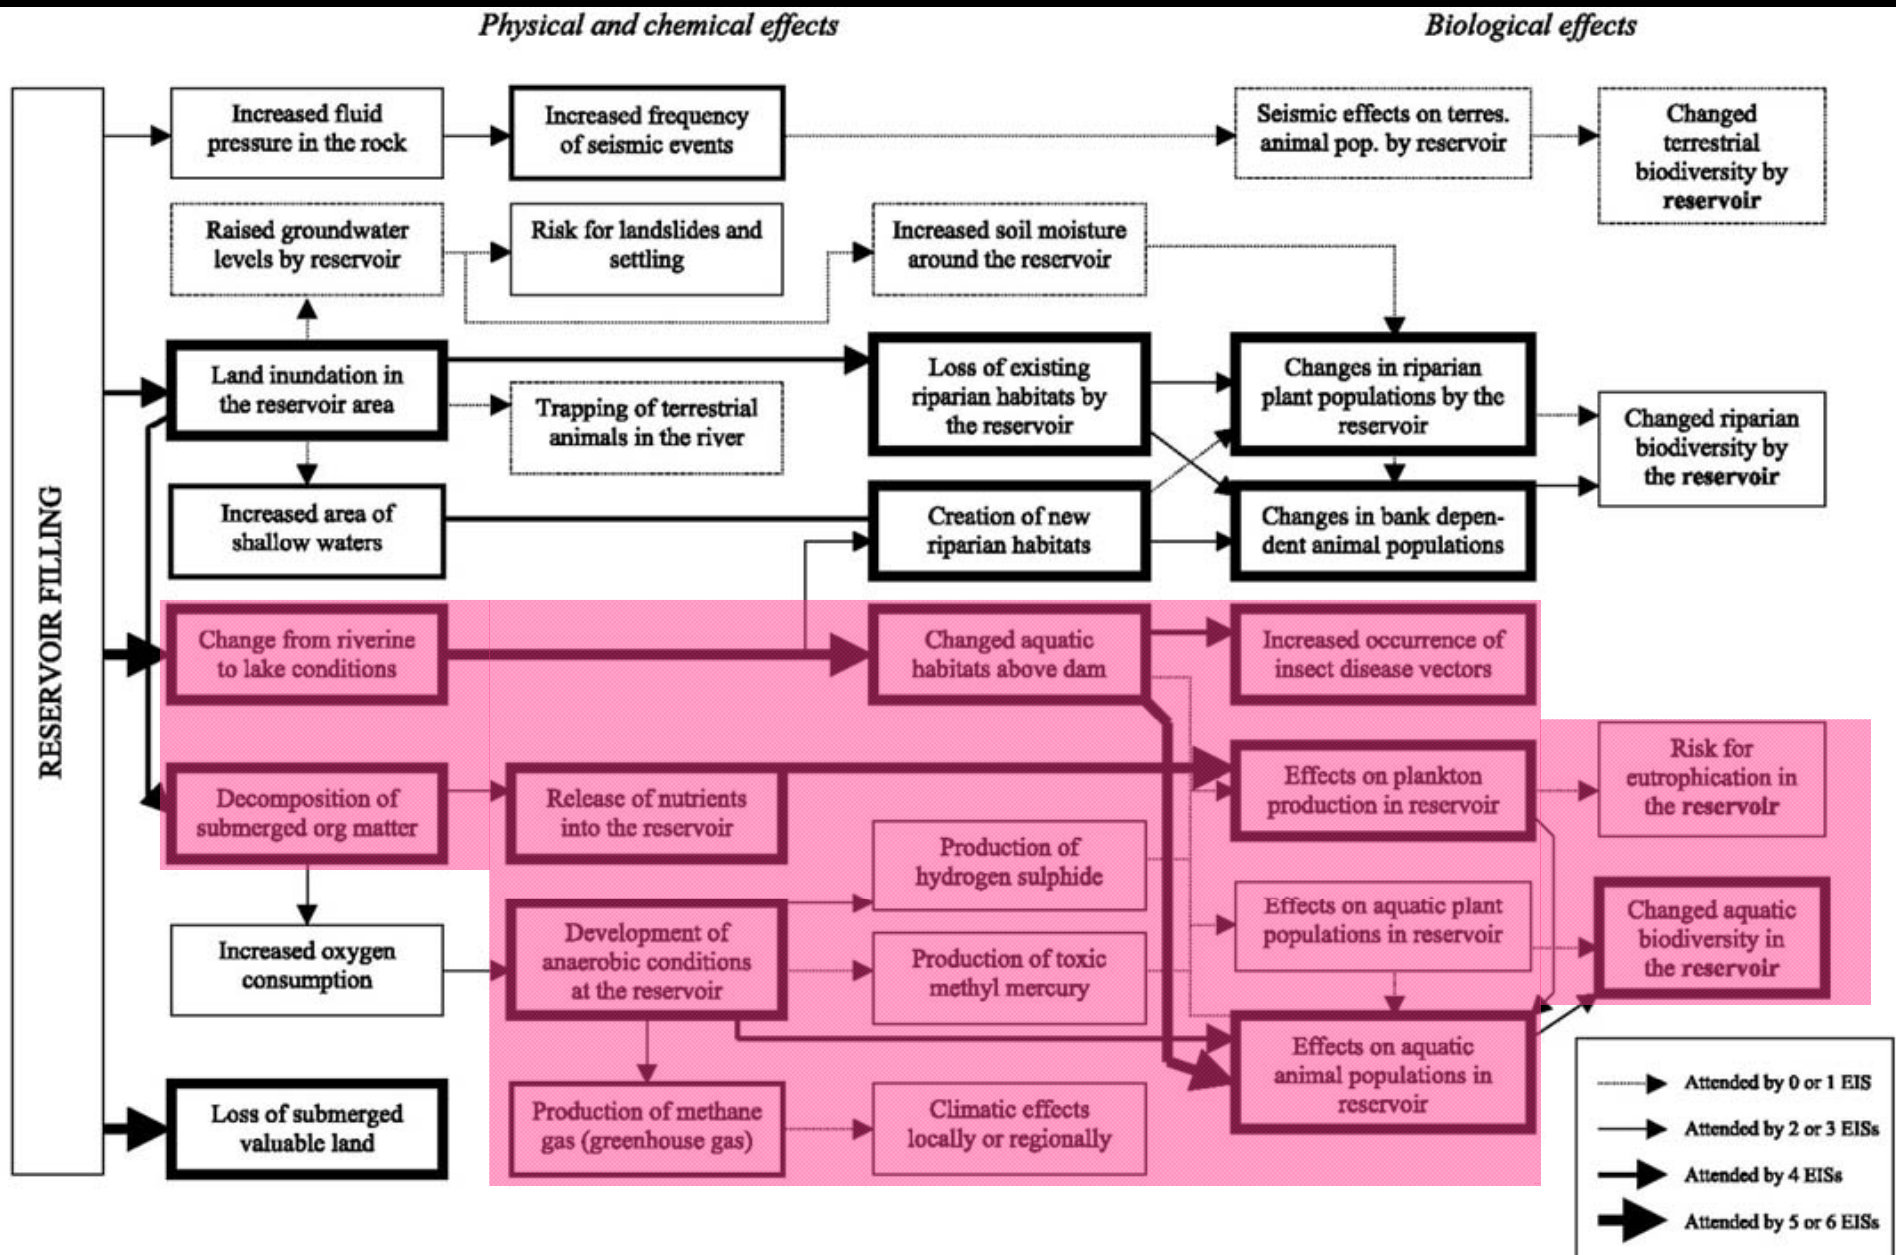 Physical and chemical effects
Biological effects
RESERVOIR FILLING
Increased fluid
pressure in the rock
Increased frequency
of seismic events
Seismic effects on terres.
animal pop. by reservoir
Changed
terrestrial
biodiversity by
reservoir
Raised groundwater
levels by reservoir
Risk for landslides and
settling
Increased soil moisture
around the reservoir
Land inundation in
the reservoir area
Trapping of terrestrial
animals in the river
Loss of existing
riparian habitats by
the reservoir
Changes in riparian
plant populations by the
reservoir
Changed riparian
biodiversity by
the reservoir
Increased area of
shallow waters
Creation of new
riparian habitats
Changes in bank depen-
dent animal populations
Change from riverine
to lake conditions
Changed aquatic
habitats above dam
Increased occurrence of
insect disease vectors
Decomposition of
submerged org matter
Release of nutrients
into the reservoir
Effects on plankton
production in reservoir
Risk for
eutrophication in
the reservoir
Production of
hydrogen sulphide
Effects on aquatic plant
populations in reservoir
Changed aquatic
biodiversity in
the reservoir
Increased oxygen
consumption
Development of
anaerobic conditions
at the reservoir
Production of toxic
methyl mercury
Effects on aquatic
animal populations in
reservoir
Loss of submerged
valuable land
Production of methane
gas (greenhouse gas)
Climatic effects
locally or regionally
Attended by 0 or 1 EIS
Attended by 2 or 3 EISs
Attended by 4 EISs
Attended by 5 or 6 EISs